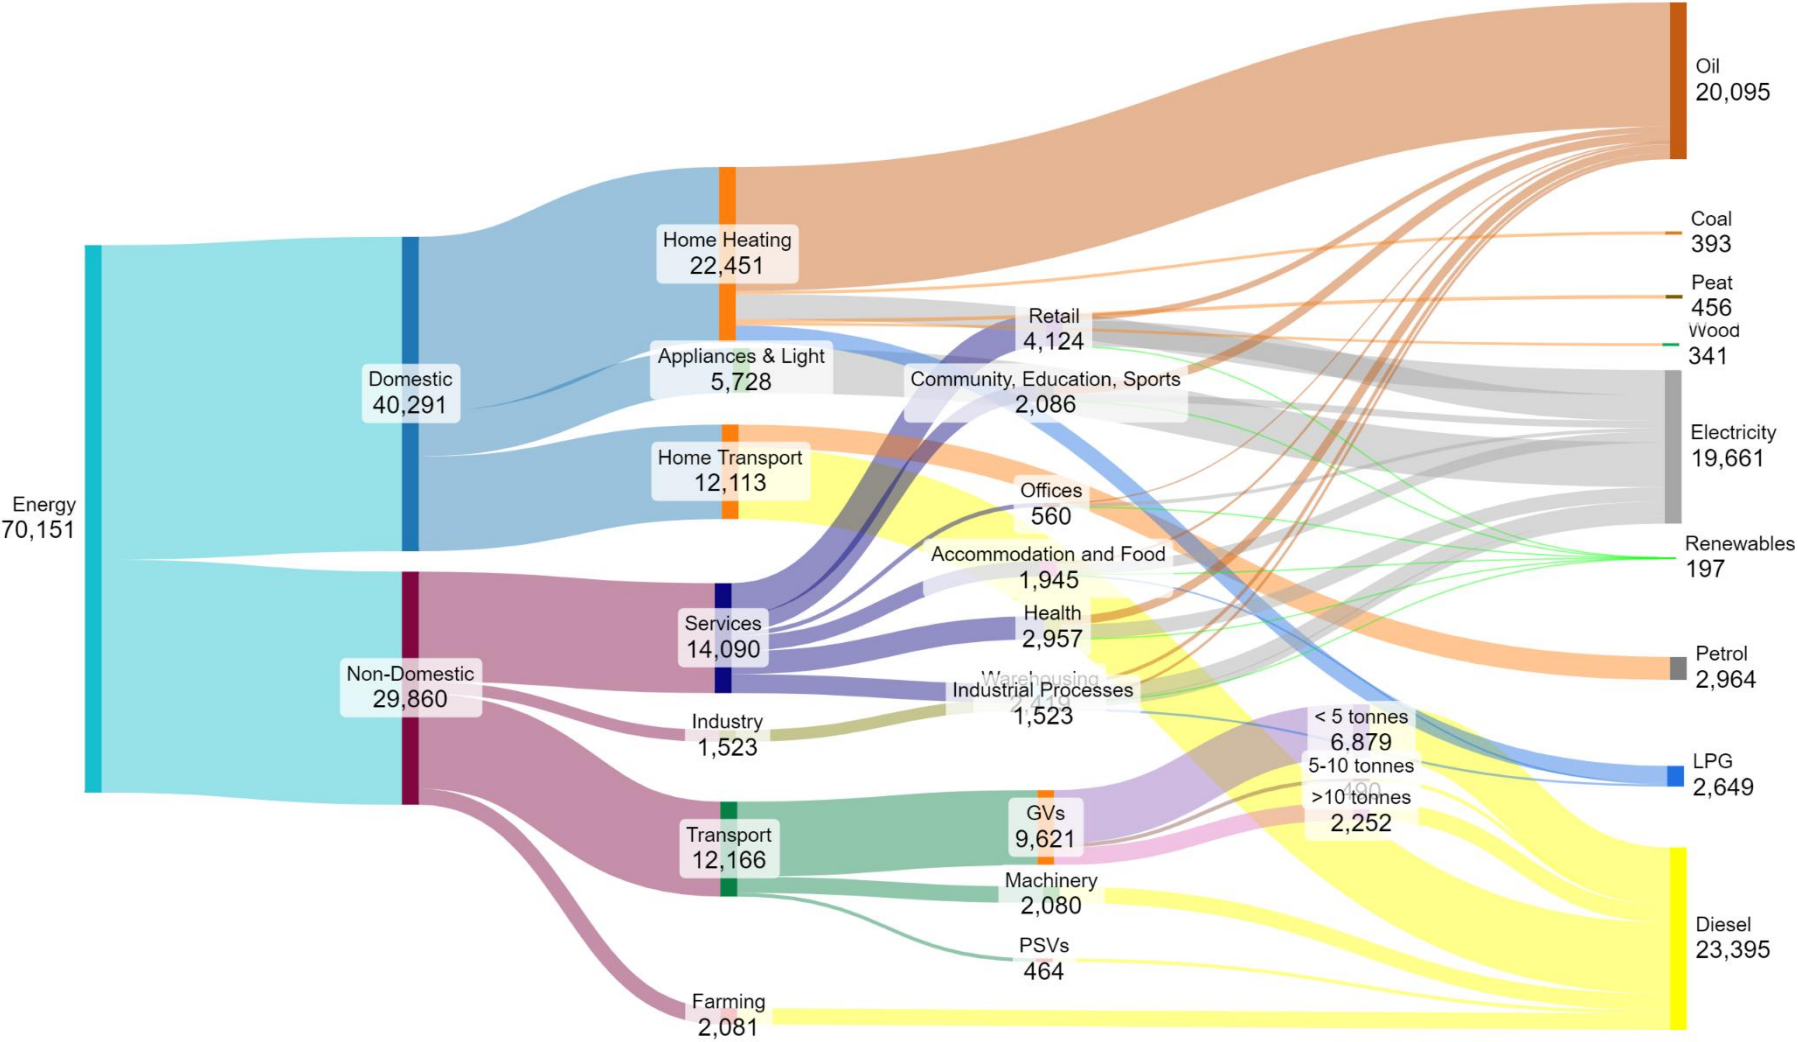 Energy
70,151
Domestic
40,291
Non-Domestic
29,860
Home Heating
22,451
Appliances & Light
5,728
Home Transport
12,113
Services
14,090
Industry
1,523
Transport
12,166
Farming
2,081
Retail
4,124
Community, Education, Sports
2,086
Offices
560
Accommodation and Food
1,945
Health
2,957
Warehousing
2,419
Industrial Processes
1,523
GVs
9,621
Machinery
2,080
PSVs
464
< 5 tonnes
6,879
5-10 tonnes
490
>10 tonnes
2,252
Oil
20,095
Coal
393
Peat
456
Wood
341
Electricity
19,661
Renewables
197
Petrol
2,964
LPG
2,649
Diesel
23,395